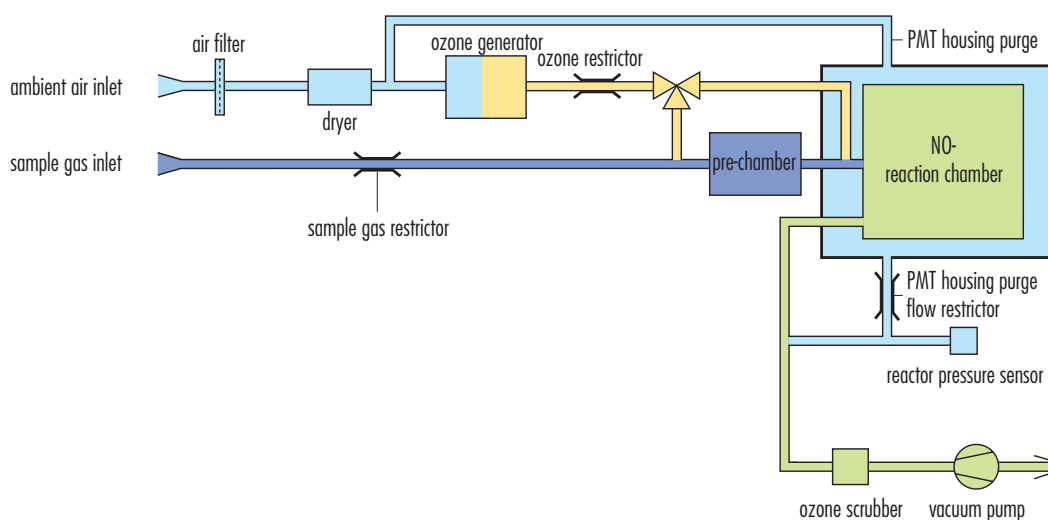 PMT housing purge
air filter
ozone generator
ozone restrictor
ambient air inlet
dryer
NO-
reaction chamber
sample gas inlet
pre-chamber
sample gas restrictor
PMT housing purge
flow restrictor
reactor pressure sensor
ozone scrubber
vacuum pump